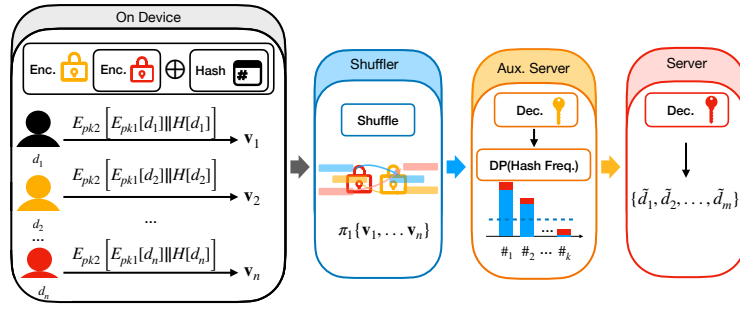 On Device
Enc.
Enc.
⊕
Hash
#
d_1
E_{pk2} [E_{pk1}[d_1]||H[d_1]]
v_1
d_2
E_{pk2} [E_{pk1}[d_2]||H[d_2]]
v_2
...
...
d_n
E_{pk2} [E_{pk1}[d_n]||H[d_n]]
v_n
Shuffler
Shuffle
π_1{v_1, … v_n}
Aux. Server
Dec.
DP(Hash Freq.)
...
#_1 #_2 ... #_k
Server
Dec.
{d̃_1, d̃_2, …, d̃_m}